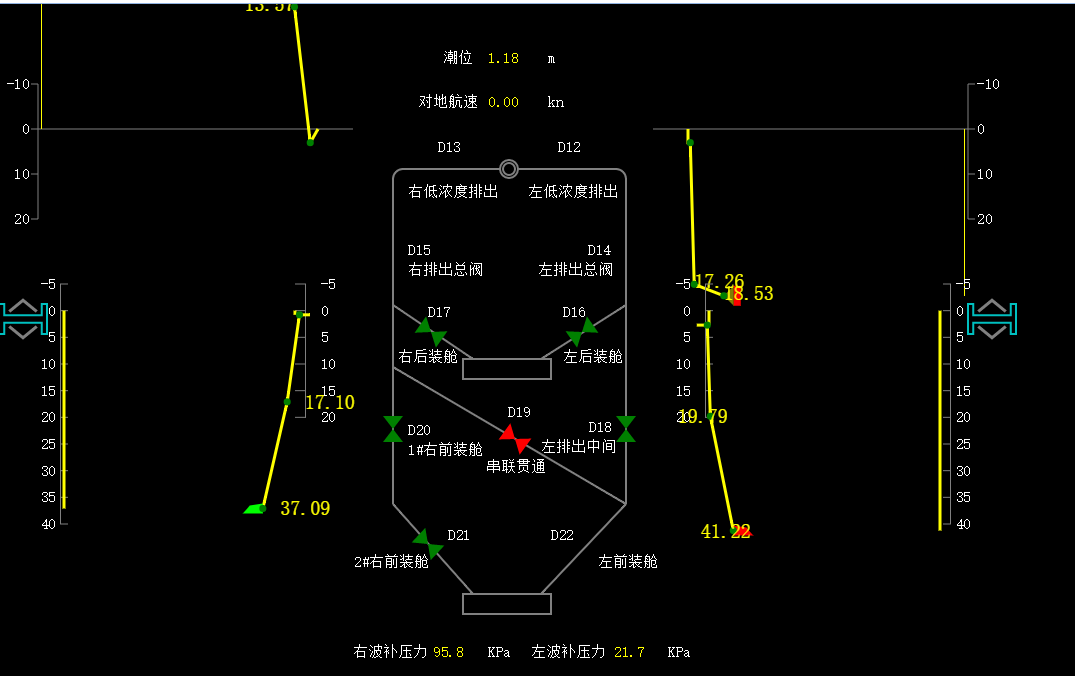 13.57
潮位 1.18 m
-10 -10
对地航速 0.00 kn
0 0
D13 D12
10 10
右低浓度排出 左低浓度排出
20 20
D15 D14
右排出总阀 左排出总阀
17.26
-5 -5 -5
18.53
0 0 0 0
D17 D16
5 5 5 5
右后装舱 左后装舱
10 10 10 10
15 15 15 15
17.10
D19
20 20 20 20
19.79
D20 D18
25 25
1#右前装舱 左排出中间
串联贯通
30 30
35 35
37.09
40 40
41.22
D21 D22
2#右前装舱 左前装舱
右波补压力 95.8 KPa 左波补压力 21.7 KPa